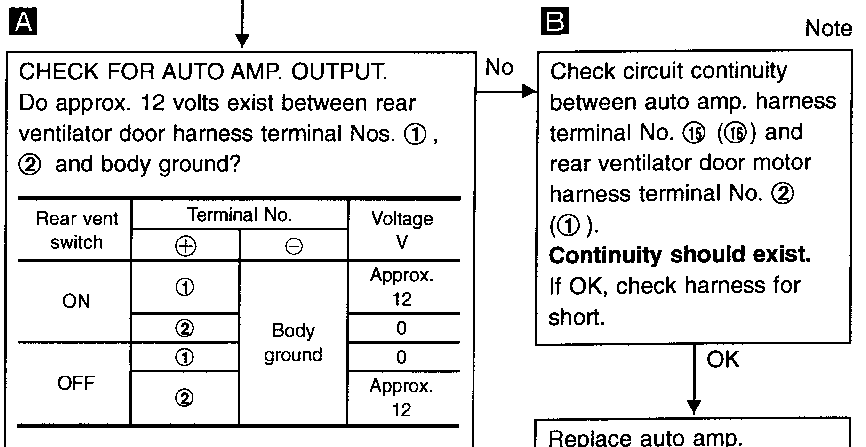 A
CHECK FOR AUTO AMP. OUTPUT.
Do approx. 12 volts exist between rear
ventilator door harness terminal Nos. ①,
② and body ground?
Rear vent switch | Terminal No. | Voltage V
⊕ | ⊖
ON | ① | Body ground | Approx. 12
② | 0
OFF | ① | 0
② | Approx. 12
No
B
Note
Check circuit continuity
between auto amp. harness
terminal No. ⑮ (⑯) and
rear ventilator door motor
harness terminal No. ②
(①).
Continuity should exist.
If OK, check harness for
short.
OK
Replace auto amp.